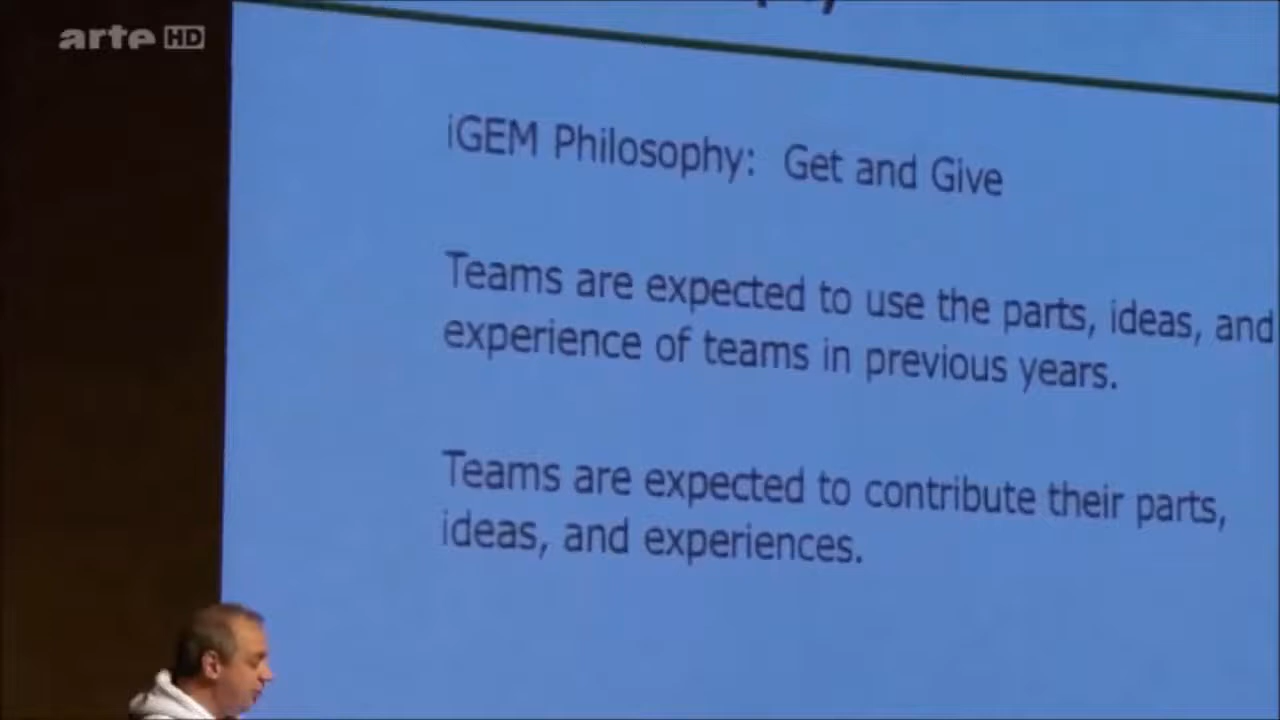 arte HD
iGEM Philosophy: Get and Give
Teams are expected to use the parts, ideas, and
experience of teams in previous years.
Teams are expected to contribute their parts,
ideas, and experiences.